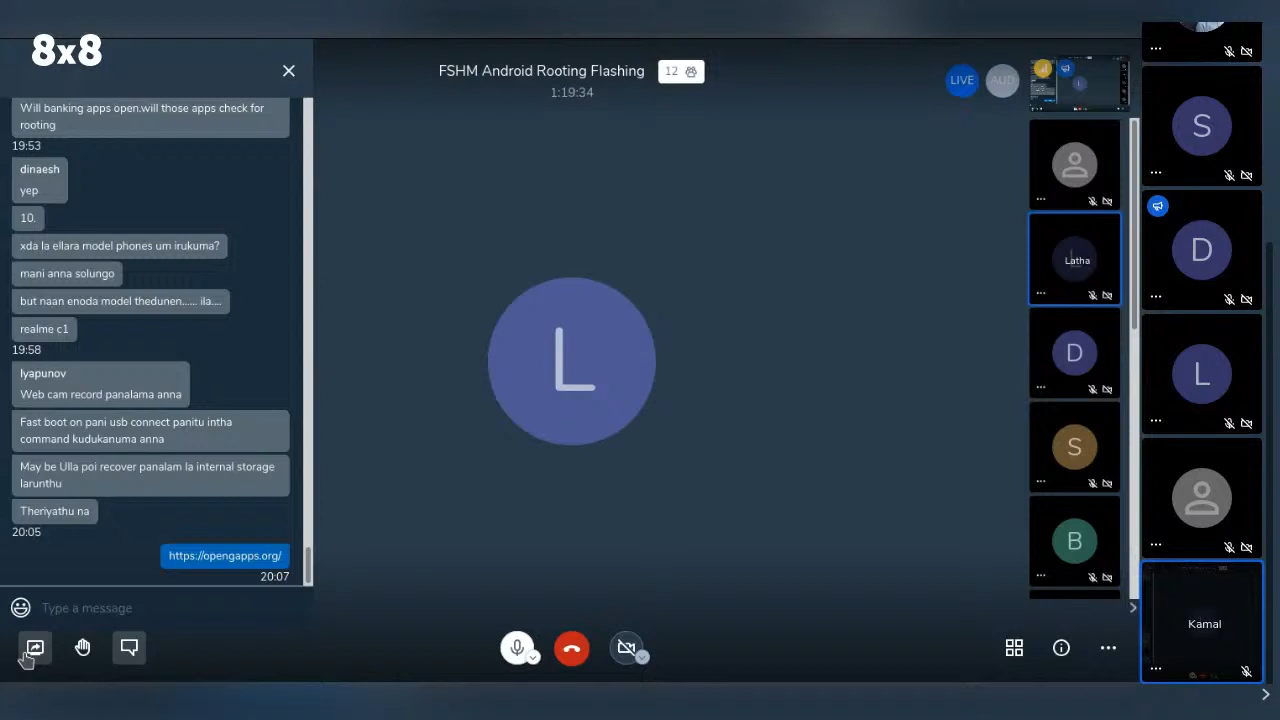 8x8
FSHM Android Rooting Flashing
12
1:19:34
LIVE
AUD
Will banking apps open.will those apps check for
rooting
19:53
dinaesh
yep
10.
xda la ellara model phones um irukuma?
mani anna solungo
but naan enoda model thedunen...... ila....
realme c1
19:58
lyapunov
Web cam record panalama anna
Fast boot on pani usb connect panitu intha
command kudukanuma anna
May be Ulla poi recover panalam la internal storage
larunthu
Theriyathu na
20:05
https://opengapps.org/
20:07
Type a message
L
Latha
D
S
B
S
D
L
Kamal